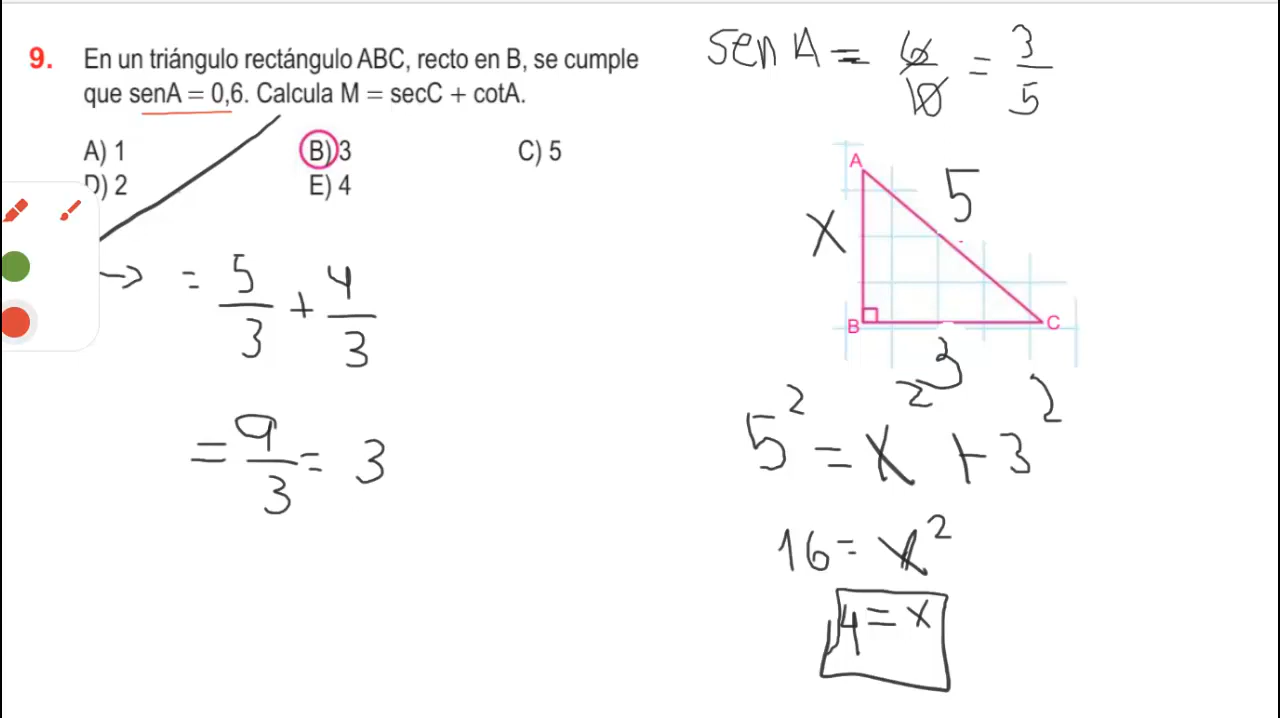 9. En un triángulo rectángulo ABC, recto en B, se cumple
que senA = 0,6. Calcula M = secC + cotA.
A) 1 B) 3 C) 5
D) 2 E) 4
= 5/3 + 4/3
= 9/3 = 3
sen A = 6/10 = 3/5
A
x 5
B C
3
5² = x² + 3²
16 = x²
4 = x